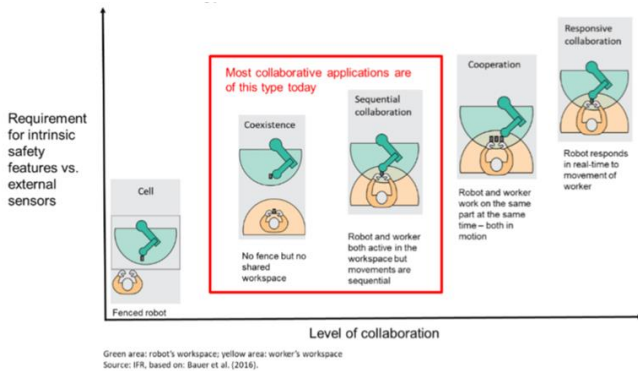 Requirement
for intrinsic
safety
features vs.
external
sensors
Cell
Fenced robot
Most collaborative applications are
of this type today
Coexistence
No fence but no
shared
workspace
Sequential
collaboration
Robot and worker
both active in the
workspace but
movements are
sequential
Cooperation
Robot and worker
work on the same
part at the same
time – both in
motion
Responsive
collaboration
Robot responds
in real-time to
movement of
worker
Level of collaboration
Green area: robot's workspace; yellow area: worker's workspace
Source: IFR, based on: Bauer et al. (2016).